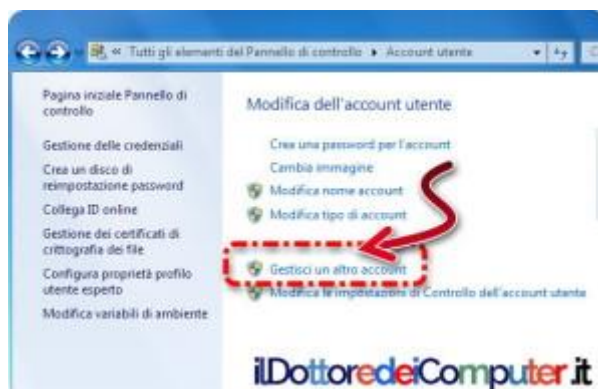 « Tutti gli elementi del Pannello di controllo ▸ Account utente
Pagina iniziale Pannello di
controllo
Gestione delle credenziali
Crea un disco di
reimpostazione password
Collega ID online
Gestione dei certificati di
crittografia dei file
Configura proprietà profilo
utente esperto
Modifica variabili di ambiente
Modifica dell'account utente
Crea una password per l'account
Cambia immagine
Modifica nome account
Modifica tipo di account
Gestisci un altro account
Modifica le impostazioni di Controllo dell'account utente
ilDottoredeiComputer.it